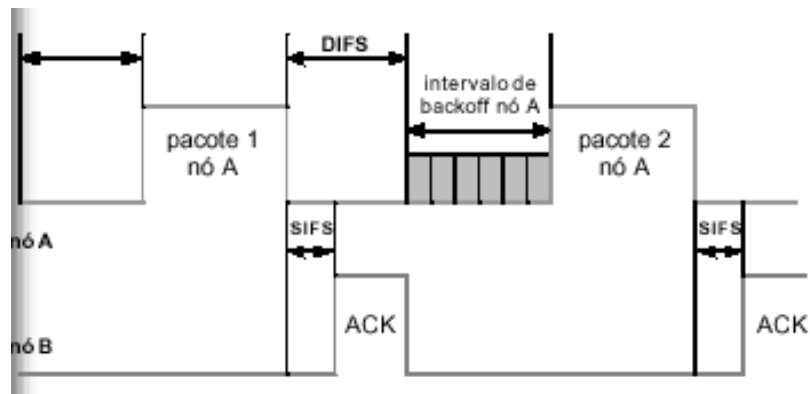 DIFS
intervalo de
backoff nó A
pacote 1
nó A
pacote 2
nó A
nó A
SIFS
SIFS
ACK
ACK
nó B